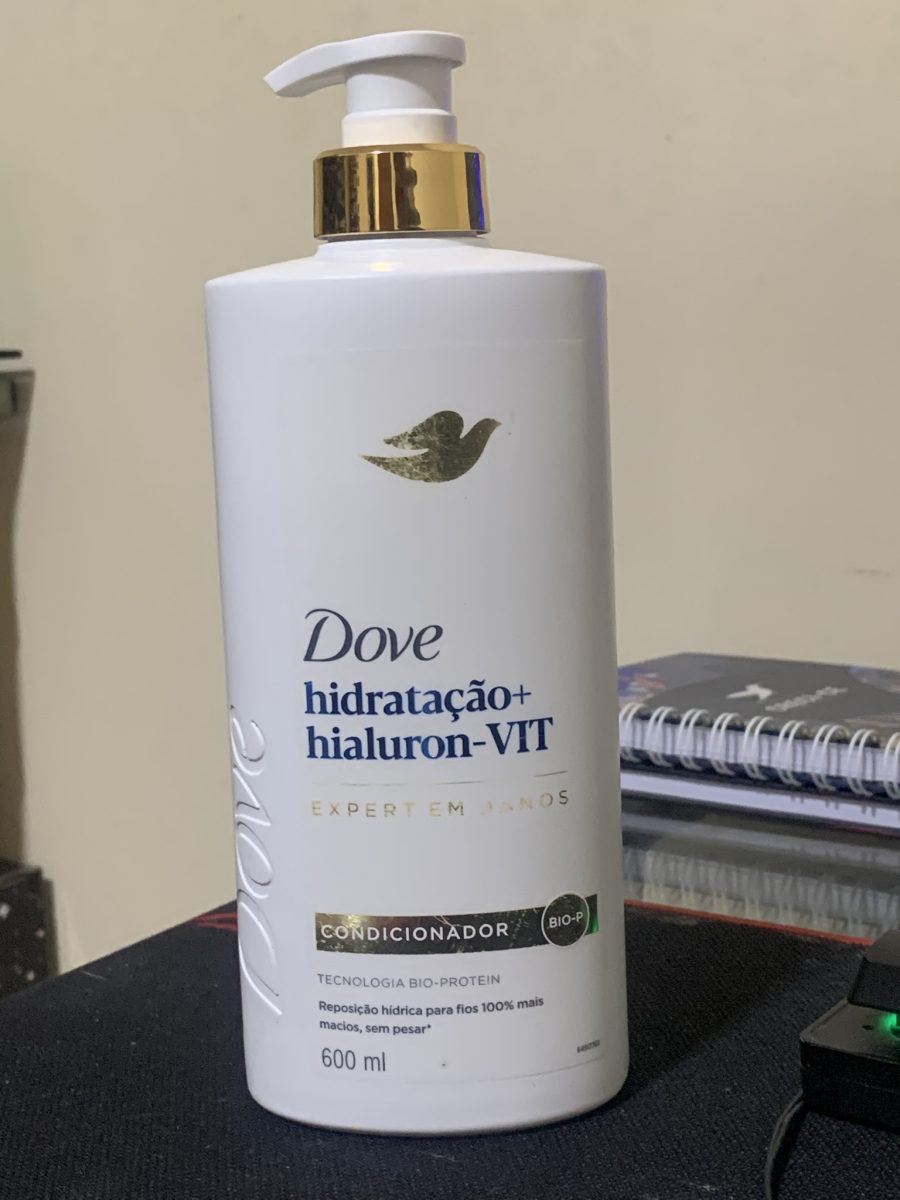 Dove
hidratação+
hialuron-VIT
EXPERT EM DANOS
CONDICIONADOR
BIO-P
TECNOLOGIA BIO-PROTEIN
Reposição hídrica para fios 100% mais
macios, sem pesar*
600 ml
Dove